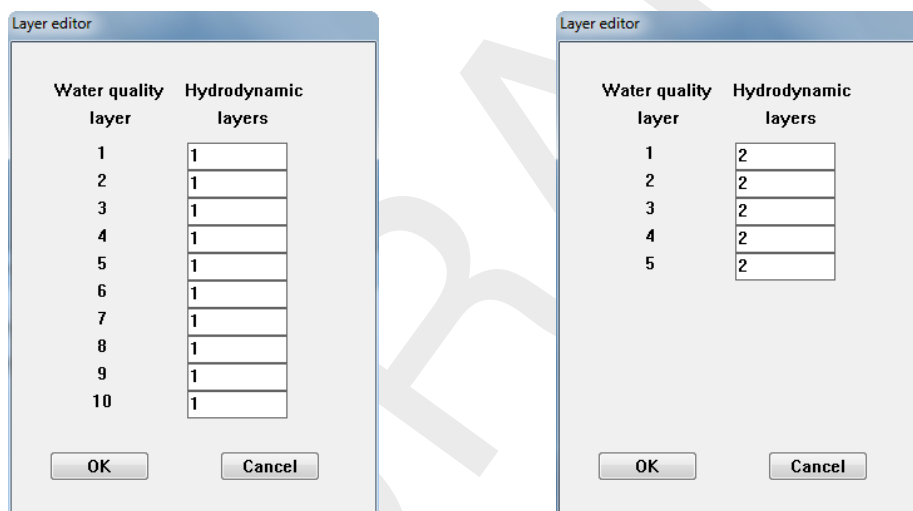 Layer editor
Water quality Hydrodynamic
layer layers
1 1
2 1
3 1
4 1
5 1
6 1
7 1
8 1
9 1
10 1
OK Cancel
Layer editor
Water quality Hydrodynamic
layer layers
1 2
2 2
3 2
4 2
5 2
OK Cancel